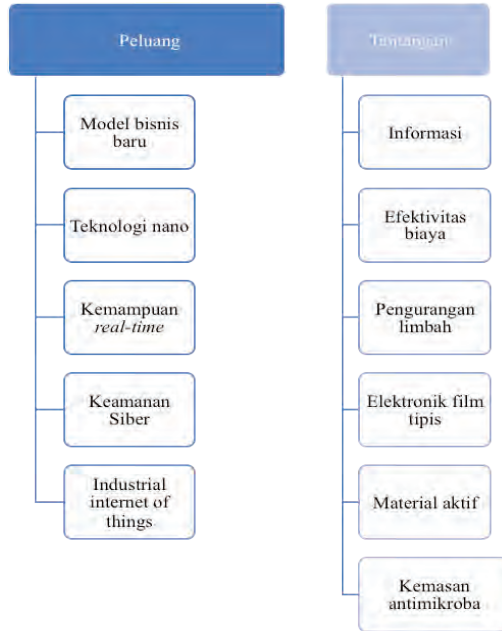 Peluang
Model bisnis
baru
Teknologi nano
Kemampuan
real-time
Keamanan
Siber
Industrial
internet of
things
Tantangan
Informasi
Efektivitas
biaya
Pengurangan
limbah
Elektronik film
tipis
Material aktif
Kemasan
antimikroba